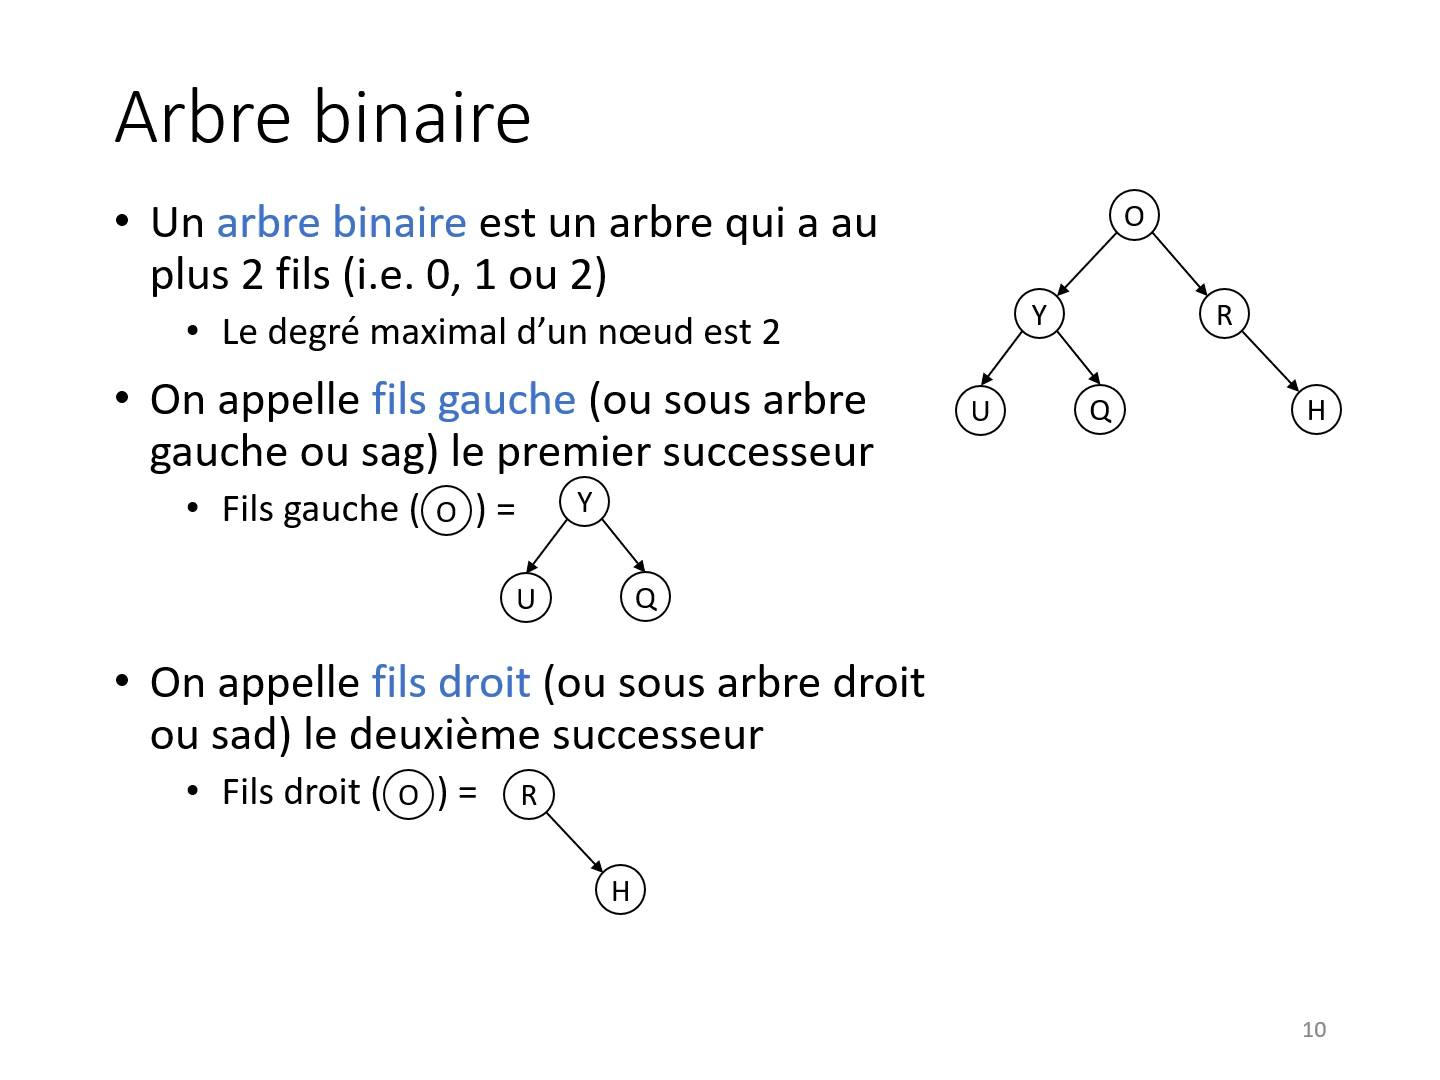 Arbre binaire
• Un arbre binaire est un arbre qui a au
plus 2 fils (i.e. 0, 1 ou 2)
• Le degré maximal d’un nœud est 2
• On appelle fils gauche (ou sous arbre
gauche ou sag) le premier successeur
• Fils gauche (O) = Y
U Q
• On appelle fils droit (ou sous arbre droit
ou sad) le deuxième successeur
• Fils droit (O) = R
H
O
Y R
U Q H
10